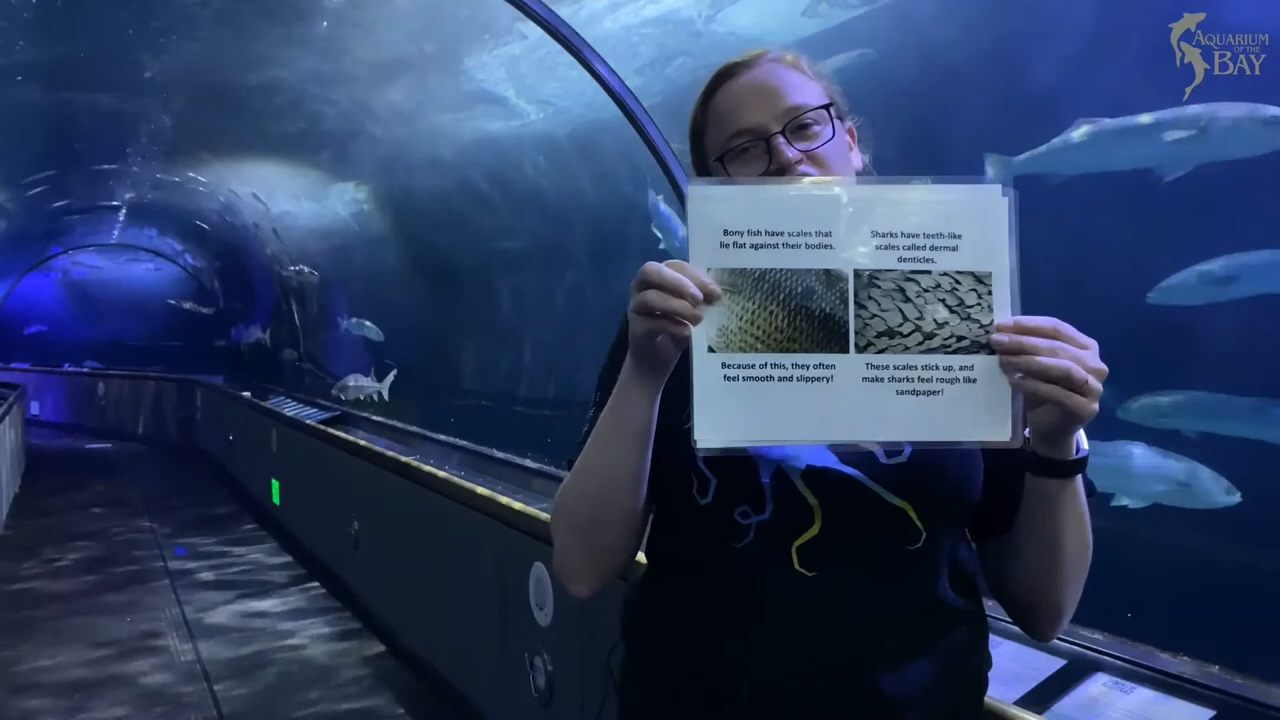 AQUARIUM
OF THE
BAY
Bony fish have scales that
lie flat against their bodies.
Sharks have teeth-like
scales called dermal
denticles.
Because of this, they often
feel smooth and slippery!
These scales stick up, and
make sharks feel rough like
sandpaper!